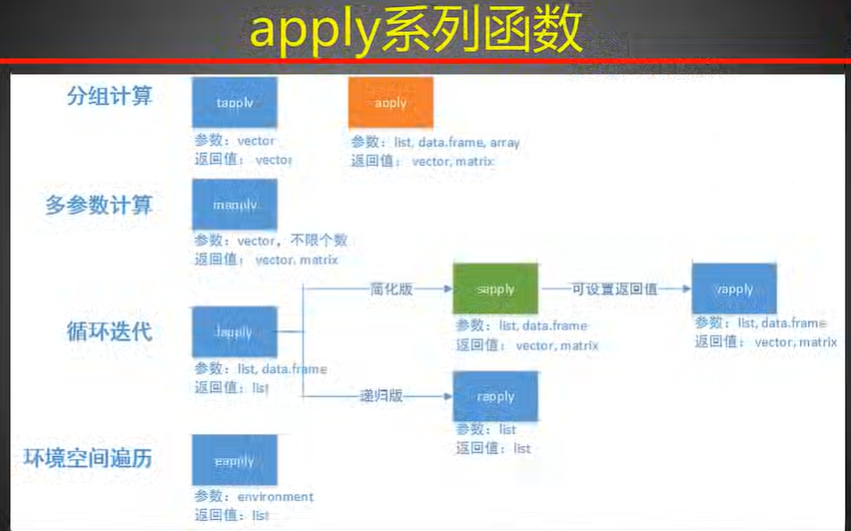 apply系列函数
分组计算
tapply
apply
参数：vector
返回值： vector
参数：list, data.frame, array
返回值： vector, matrix
多参数计算
mapply
参数：vector，不限个数
返回值： vector, matrix
简化版
sapply
可设置返回值
vapply
循环迭代
lapply
参数：list, data.frame
返回值： vector, matrix
参数：list, data.frame
返回值： vector, matrix
参数：list, data.frame
返回值：list
递归版
rapply
参数：list
返回值：list
环境空间遍历
eapply
参数：environment
返回值：list